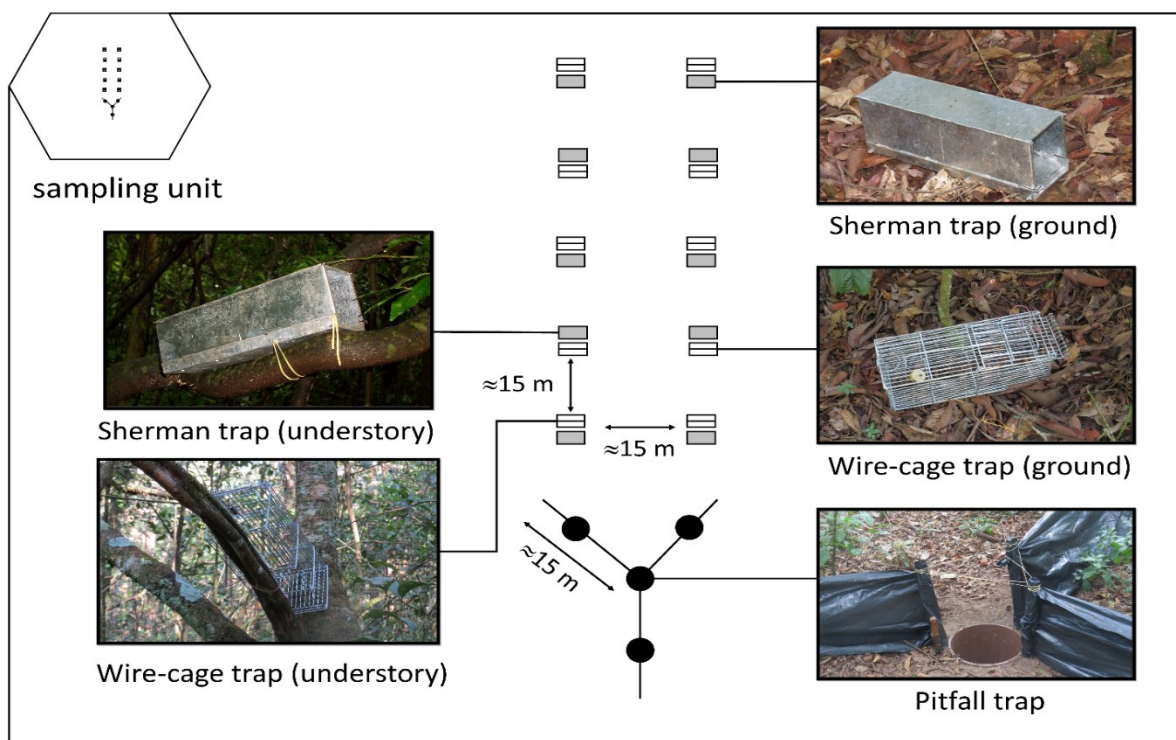 sampling unit
Sherman trap (ground)
Sherman trap (understory)
≈15 m
≈15 m
Wire-cage trap (ground)
≈15 m
Wire-cage trap (understory)
Pitfall trap